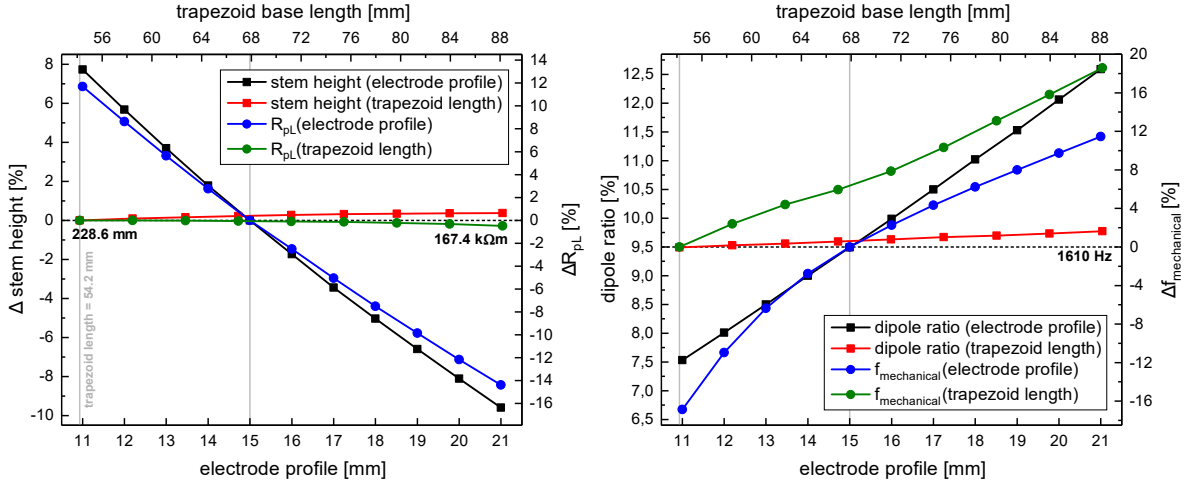 trapezoid base length [mm]
56 60 64 68 72 76 80 84 88
8
6
4
2
0
-2
-4
-6
-8
-10
Δ stem height [%]
14
12
10
8
6
4
2
0
-2
-4
-6
-8
-10
-12
-14
-16
ΔR_pL [%]
stem height (electrode profile)
stem height (trapezoid length)
R_pL (electrode profile)
R_pL (trapezoid length)
228.6 mm
167.4 kΩm
trapezoid length = 54.2 mm
11 12 13 14 15 16 17 18 19 20 21
electrode profile [mm]
trapezoid base length [mm]
56 60 64 68 72 76 80 84 88
12,5
12,0
11,5
11,0
10,5
10,0
9,5
9,0
8,5
8,0
7,5
7,0
6,5
dipole ratio [%]
20
16
12
8
4
0
-4
-8
-12
-16
Δf_mechanical [%]
1610 Hz
dipole ratio (electrode profile)
dipole ratio (trapezoid length)
f_mechanical (electrode profile)
f_mechanical (trapezoid length)
11 12 13 14 15 16 17 18 19 20 21
electrode profile [mm]